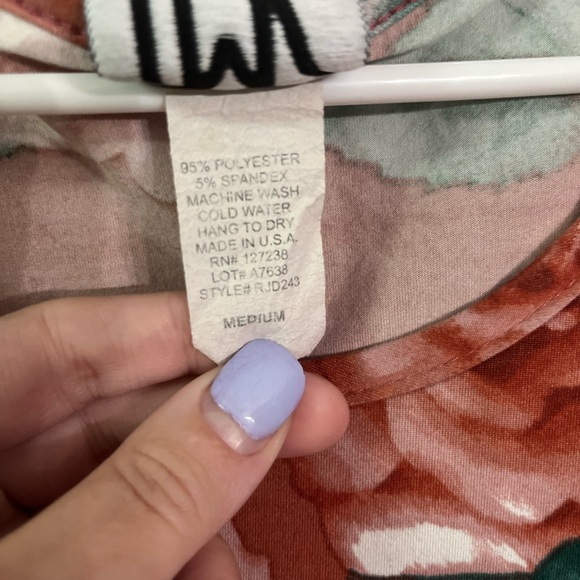 95% POLYESTER
5% SPANDEX
MACHINE WASH
COLD WATER
HANG TO DRY
MADE IN U.S.A.
RN# 127238
LOT# A7638
STYLE# RJD243
MEDIUM